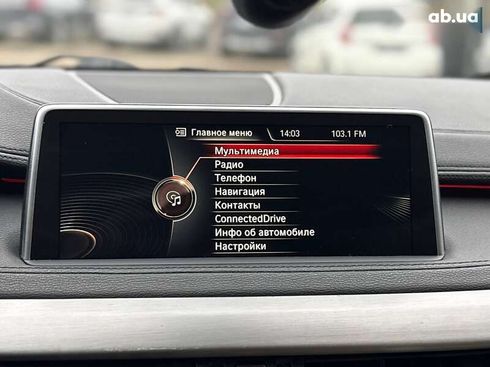 ab.ua
Главное меню 14:03 103.1 FM
Мультимедиа
Радио
Телефон
Навигация
Контакты
ConnectedDrive
Инфо об автомобиле
Настройки